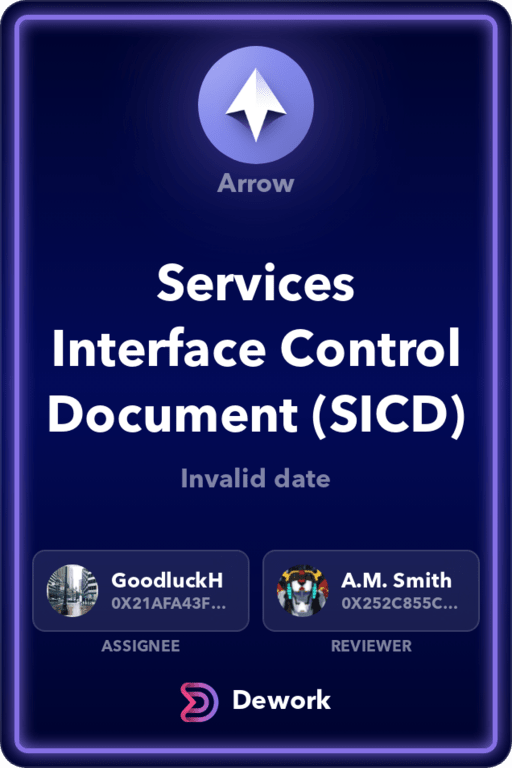 Arrow
Services
Interface Control
Document (SICD)
Invalid date
GoodluckH
0X21AFA43F...
ASSIGNEE
A.M. Smith
0X252C855C...
REVIEWER
Dework